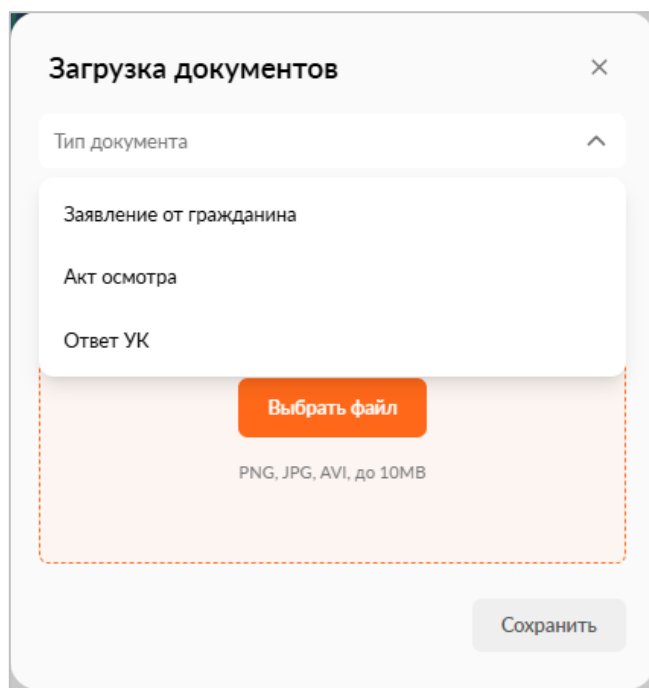 Загрузка документов
Тип документа
Заявление от гражданина
Акт осмотра
Ответ УК
Выбрать файл
PNG, JPG, AVI, до 10MB
Сохранить